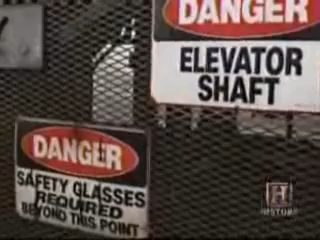 DANGER
ELEVATOR
SHAFT
DANGER
SAFETY GLASSES
REQUIRED
BEYOND THIS POINT
H
HISTORY